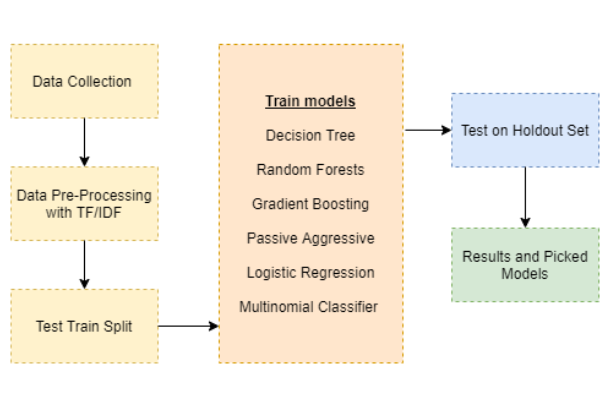 Data Collection
Data Pre-Processing
with TF/IDF
Test Train Split
Train models
Decision Tree
Random Forests
Gradient Boosting
Passive Aggressive
Logistic Regression
Multinomial Classifier
Test on Holdout Set
Results and Picked
Models